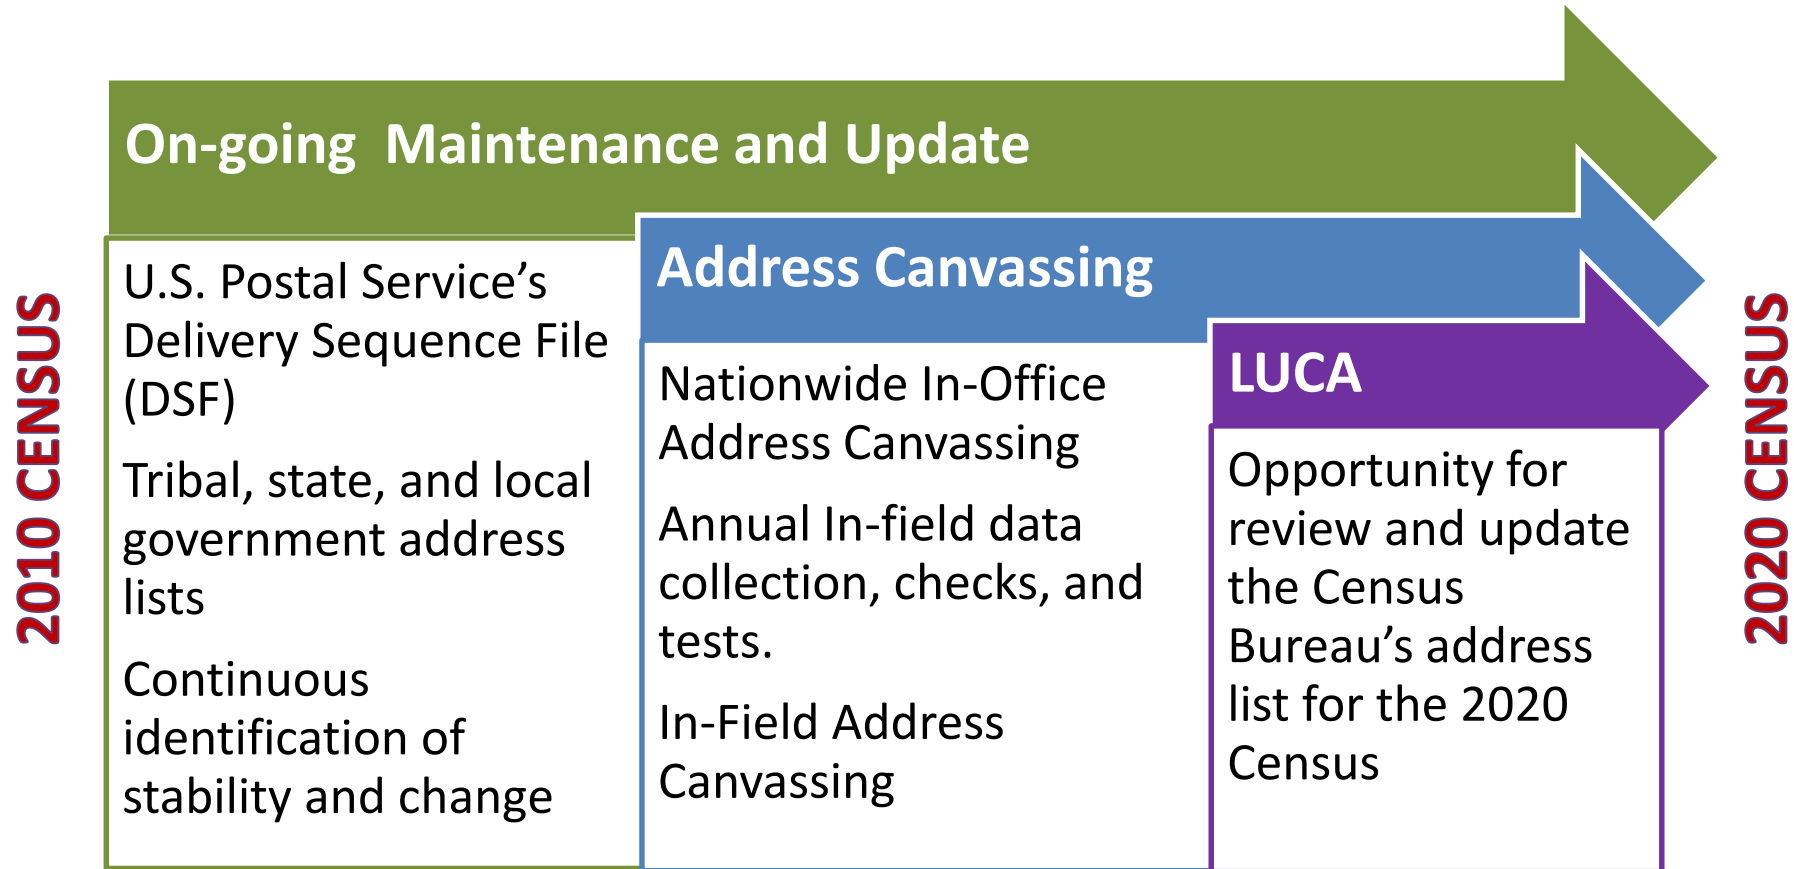 2010 CENSUS
On-going  Maintenance and Update
U.S. Postal Service’s
Delivery Sequence File
(DSF)
Tribal, state, and local
government address
lists
Continuous
identification of
stability and change
Address Canvassing
Nationwide In-Office
Address Canvassing
Annual In-field data
collection, checks, and
tests.
In-Field Address
Canvassing
LUCA
Opportunity for
review and update
the Census
Bureau’s address
list for the 2020
Census
2020 CENSUS